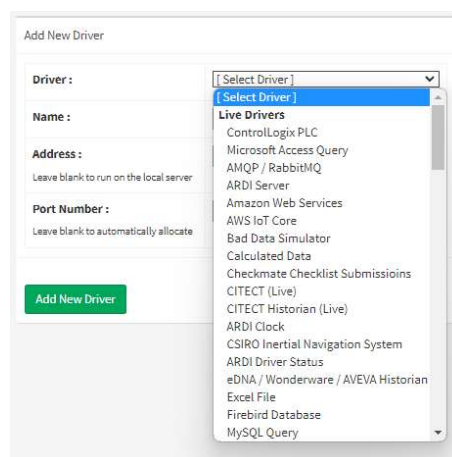 Add New Driver
Driver :
[ Select Driver ]
[ Select Driver ]
Live Drivers
ControlLogix PLC
Microsoft Access Query
AMQP / RabbitMQ
ARDI Server
Amazon Web Services
AWS IoT Core
Bad Data Simulator
Calculated Data
Checkmate Checklist Submissioins
CITECT (Live)
CITECT Historian (Live)
ARDI Clock
CSIRO Inertial Navigation System
ARDI Driver Status
eDNA / Wonderware / AVEVA Historian
Excel File
Firebird Database
MySQL Query
Name :
Address :
Leave blank to run on the local server
Port Number :
Leave blank to automatically allocate
Add New Driver